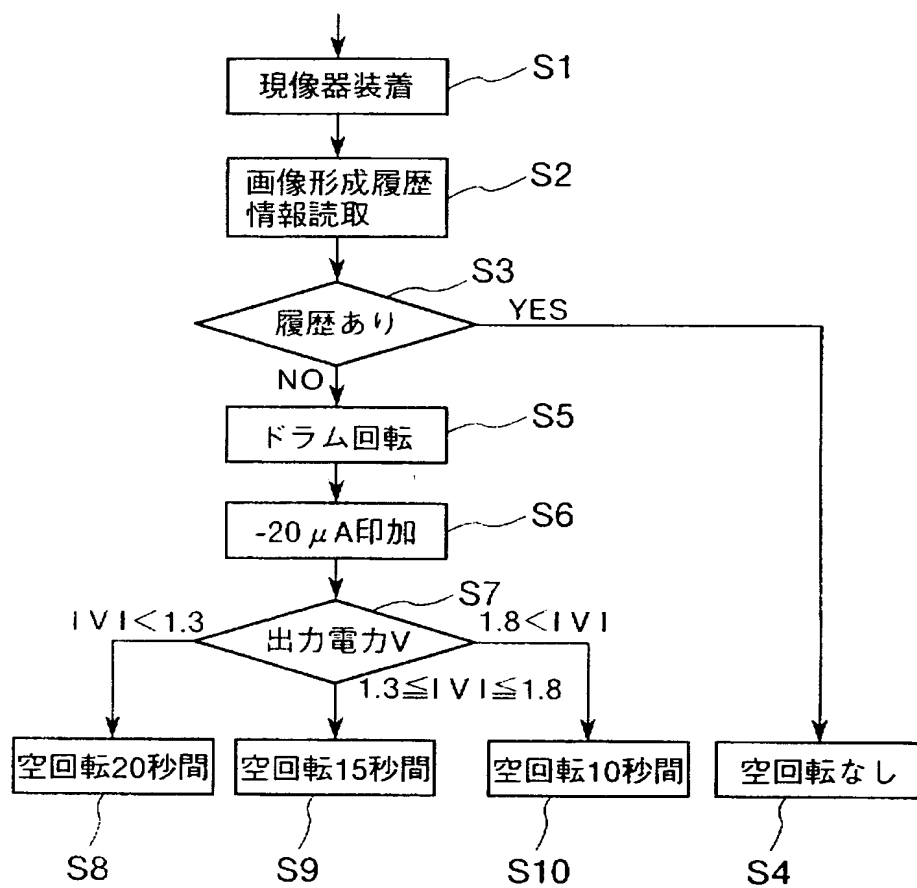 現像器装着
S1
画像形成履歴
情報読取
S2
S3
履歴あり
YES
NO
ドラム回転
S5
-20μA印加
S6
S7
|V|<1.3
出力電力V
1.8<|V|
1.3≦|V|≦1.8
空回転20秒間
空回転15秒間
空回転10秒間
空回転なし
S8
S9
S10
S4